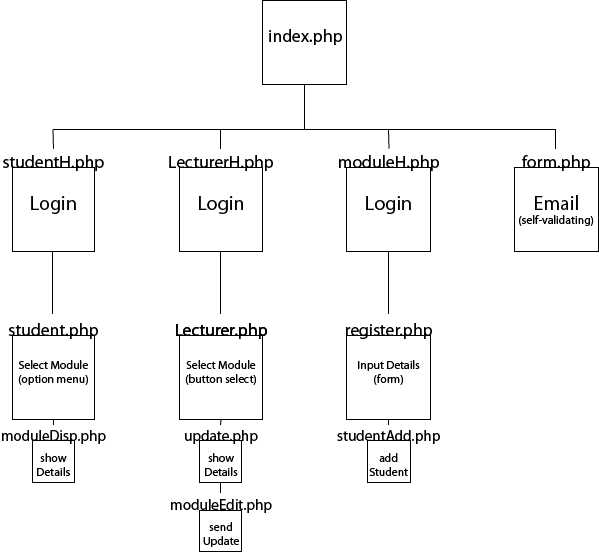 index.php
studentH.php
LecturerH.php
moduleH.php
form.php
Login
Login
Login
Email
(self-validating)
student.php
Lecturer.php
register.php
Select Module
(option menu)
Select Module
(button select)
Input Details
(form)
moduleDisp.php
update.php
studentAdd.php
show
Details
show
Details
add
Student
moduleEdit.php
send
Update